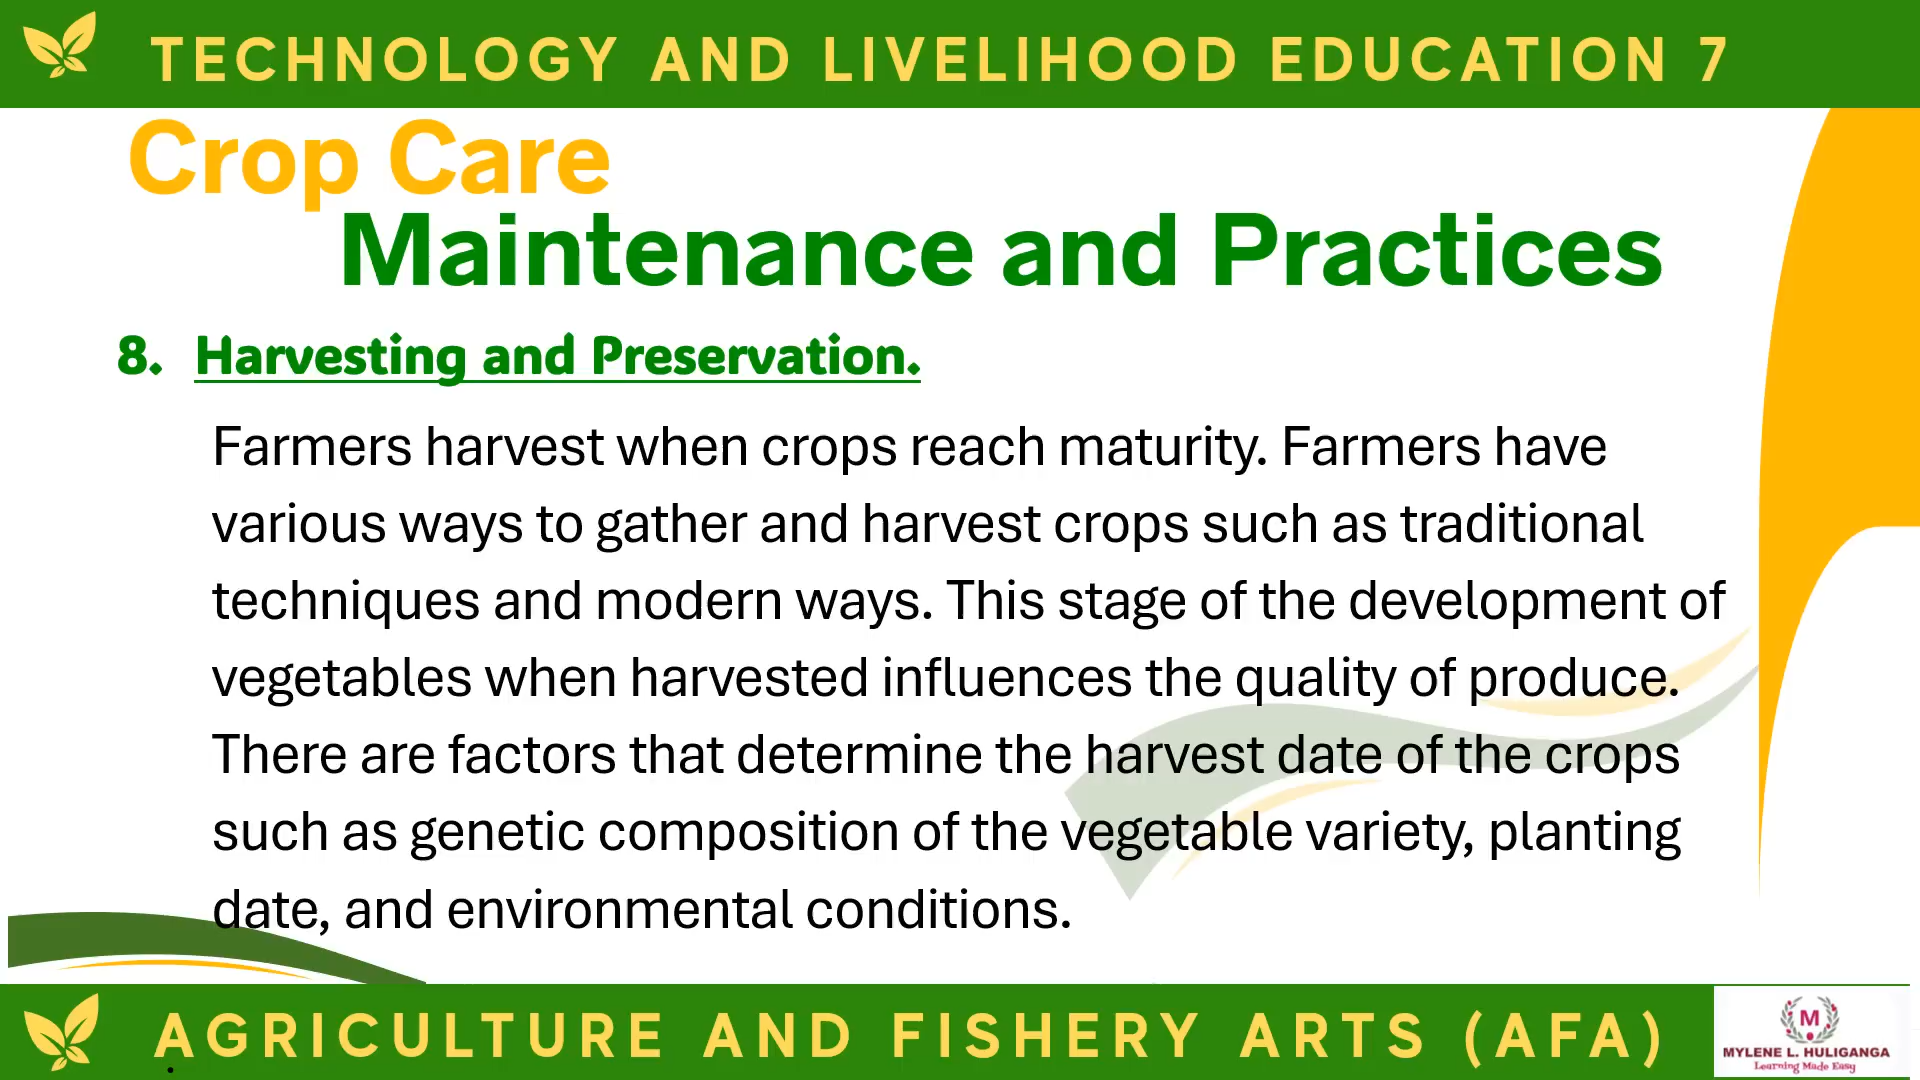 TECHNOLOGY AND LIVELIHOOD EDUCATION 7
Crop Care
Maintenance and Practices
8. Harvesting and Preservation.
Farmers harvest when crops reach maturity. Farmers have
various ways to gather and harvest crops such as traditional
techniques and modern ways. This stage of the development of
vegetables when harvested influences the quality of produce.
There are factors that determine the harvest date of the crops
such as genetic composition of the vegetable variety, planting
date, and environmental conditions.
AGRICULTURE AND FISHERY ARTS (AFA)
.
M
MYLENE L. HULIGANGA
Learning Made Easy